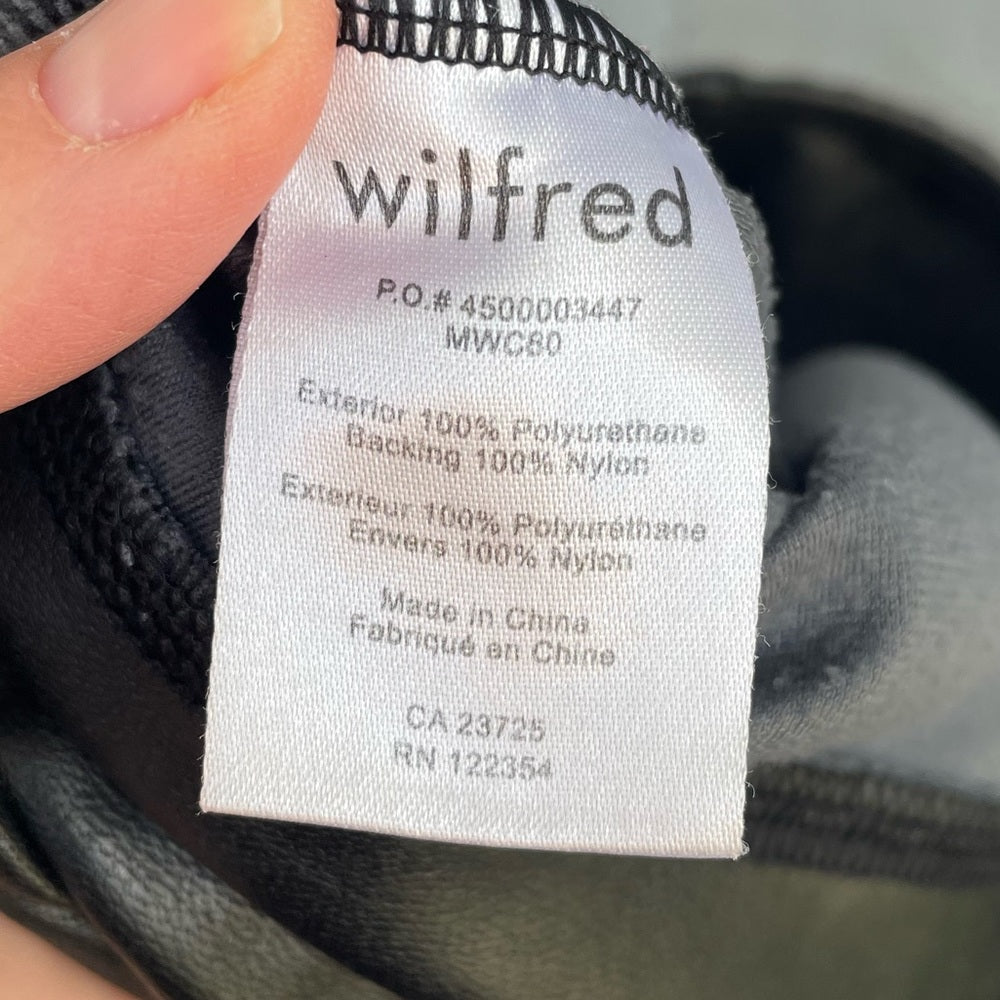 wilfred
P.O.# 4500003447
MWC80
Exterior 100% Polyurethane
Backing 100% Nylon
Exterieur 100% Polyuréthane
Envers 100% Nylon
Made in China
Fabriqué en Chine
CA 23725
RN 122354